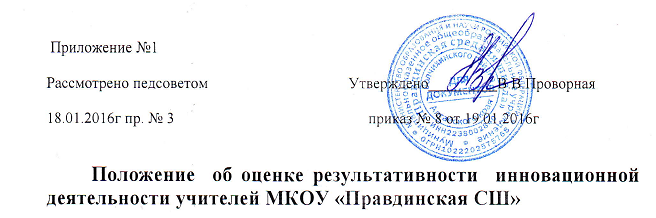 Приложение №1
Рассмотрено педсоветом Утверждено В В Проворная
18.01.2016г пр. № 3 приказ № 8 от 19.01.2016г
Положение об оценке результативности инновационной
деятельности учителей МКОУ «Правдинская СШ»